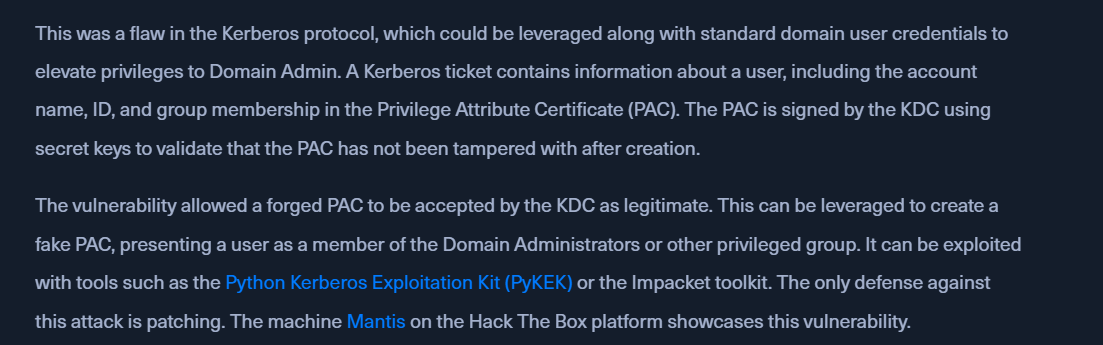 This was a flaw in the Kerberos protocol, which could be leveraged along with standard domain user credentials to
elevate privileges to Domain Admin. A Kerberos ticket contains information about a user, including the account
name, ID, and group membership in the Privilege Attribute Certificate (PAC). The PAC is signed by the KDC using
secret keys to validate that the PAC has not been tampered with after creation.
The vulnerability allowed a forged PAC to be accepted by the KDC as legitimate. This can be leveraged to create a
fake PAC, presenting a user as a member of the Domain Administrators or other privileged group. It can be exploited
with tools such as the Python Kerberos Exploitation Kit (PyKEK) or the Impacket toolkit. The only defense against
this attack is patching. The machine Mantis on the Hack The Box platform showcases this vulnerability.